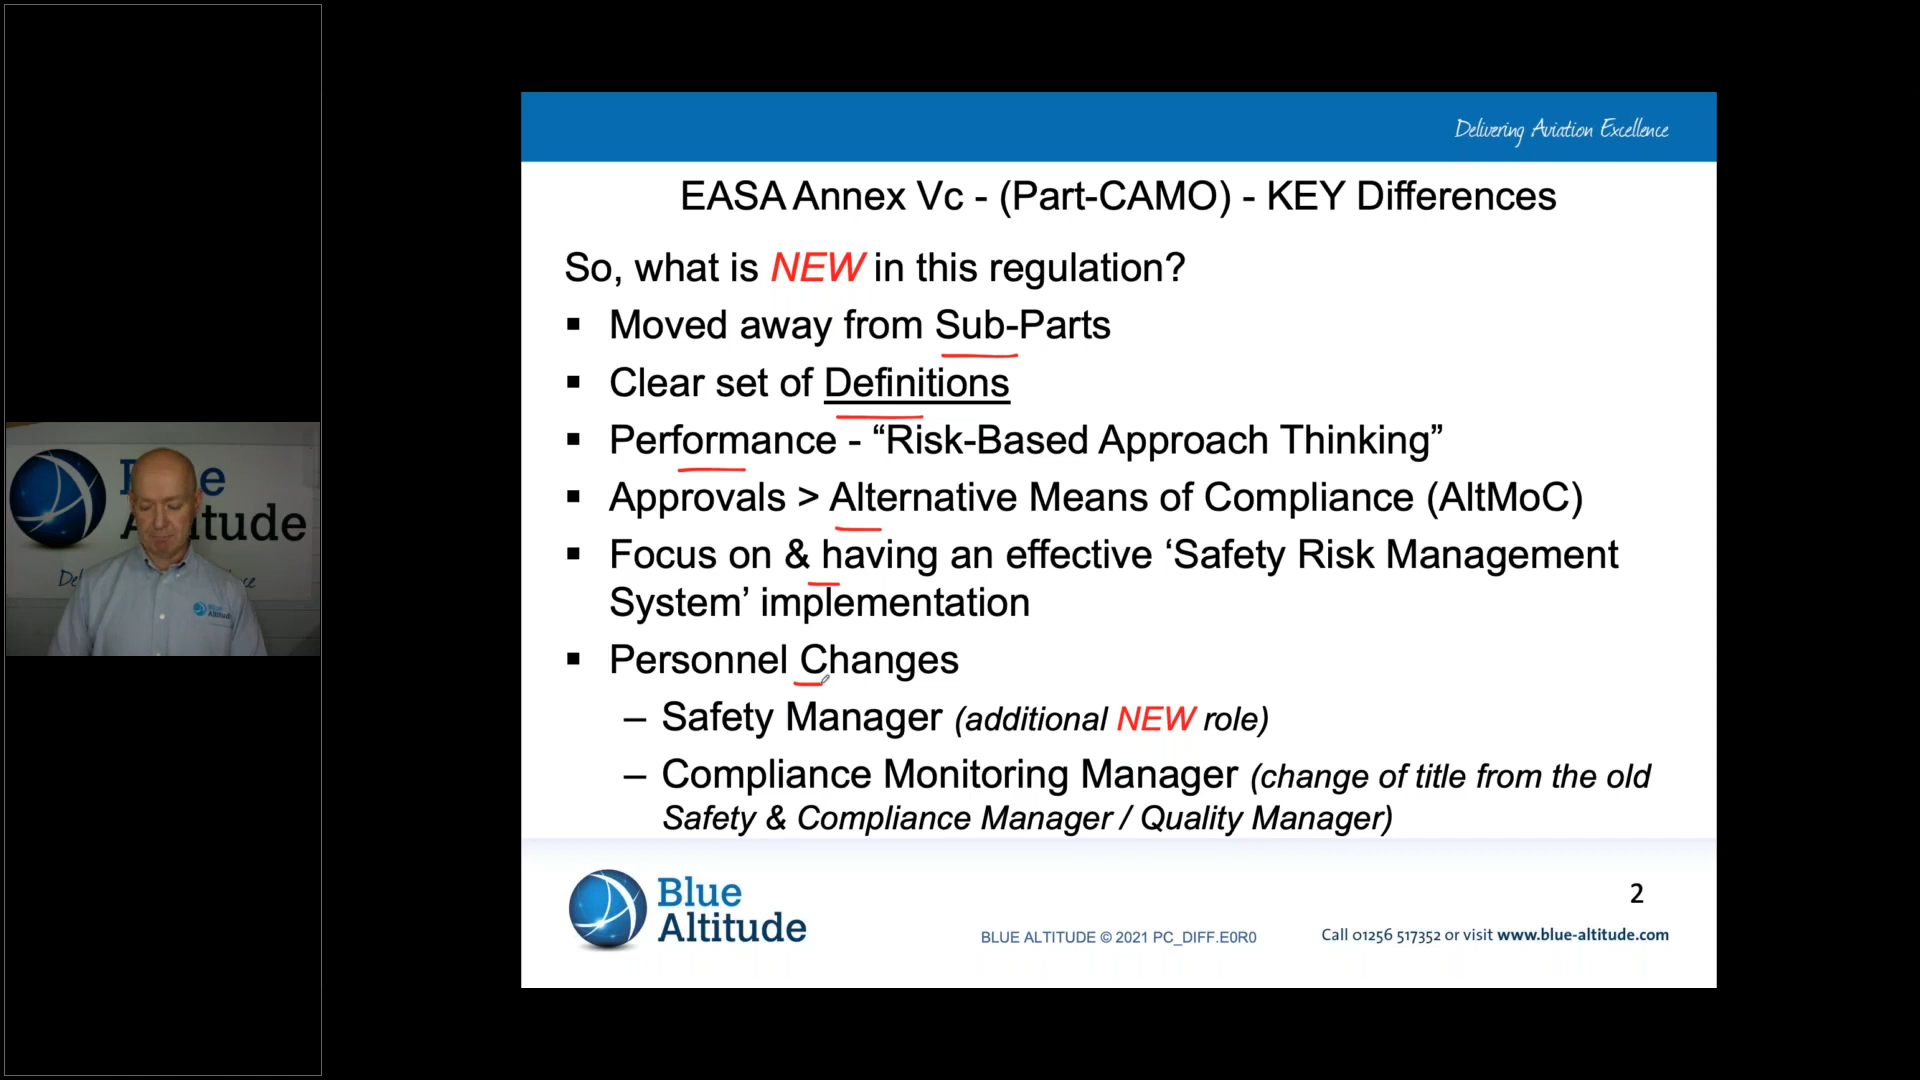 Delivering Aviation Excellence
EASA Annex Vc - (Part-CAMO) - KEY Differences
So, what is NEW in this regulation?
▪ Moved away from Sub-Parts
▪ Clear set of Definitions
▪ Performance - “Risk-Based Approach Thinking”
▪ Approvals > Alternative Means of Compliance (AltMoC)
▪ Focus on & having an effective ‘Safety Risk Management
System’ implementation
▪ Personnel Changes
– Safety Manager (additional NEW role)
– Compliance Monitoring Manager (change of title from the old
Safety & Compliance Manager / Quality Manager)
Blue
Altitude
2
BLUE ALTITUDE © 2021 PC_DIFF.E0R0
Call 01256 517352 or visit www.blue-altitude.com
Blue
Altitude